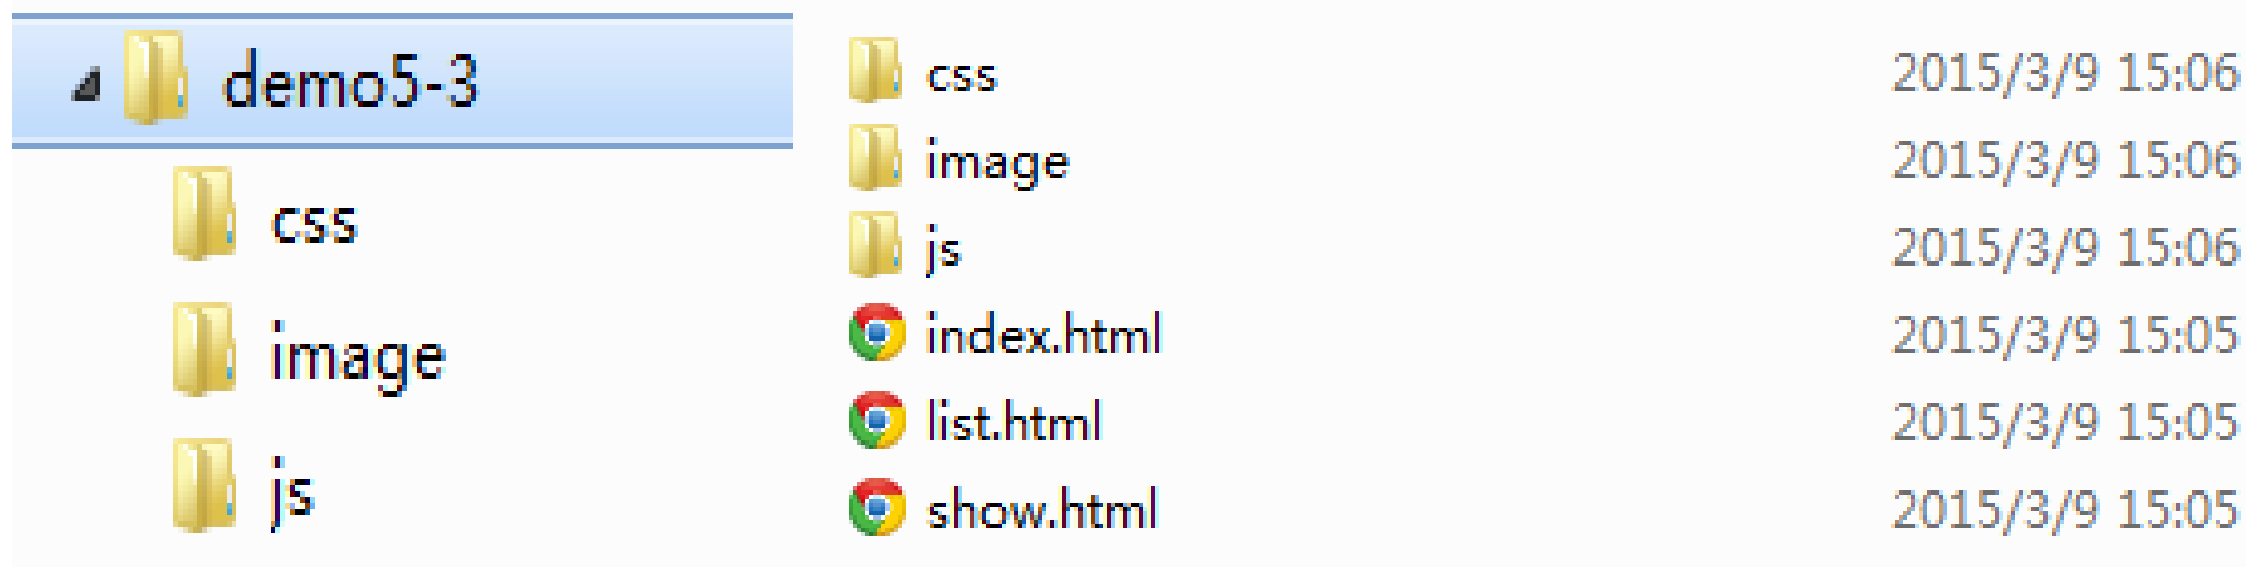 demo5-3
css
image
js
css 2015/3/9 15:06
image 2015/3/9 15:06
js 2015/3/9 15:06
index.html 2015/3/9 15:05
list.html 2015/3/9 15:05
show.html 2015/3/9 15:05